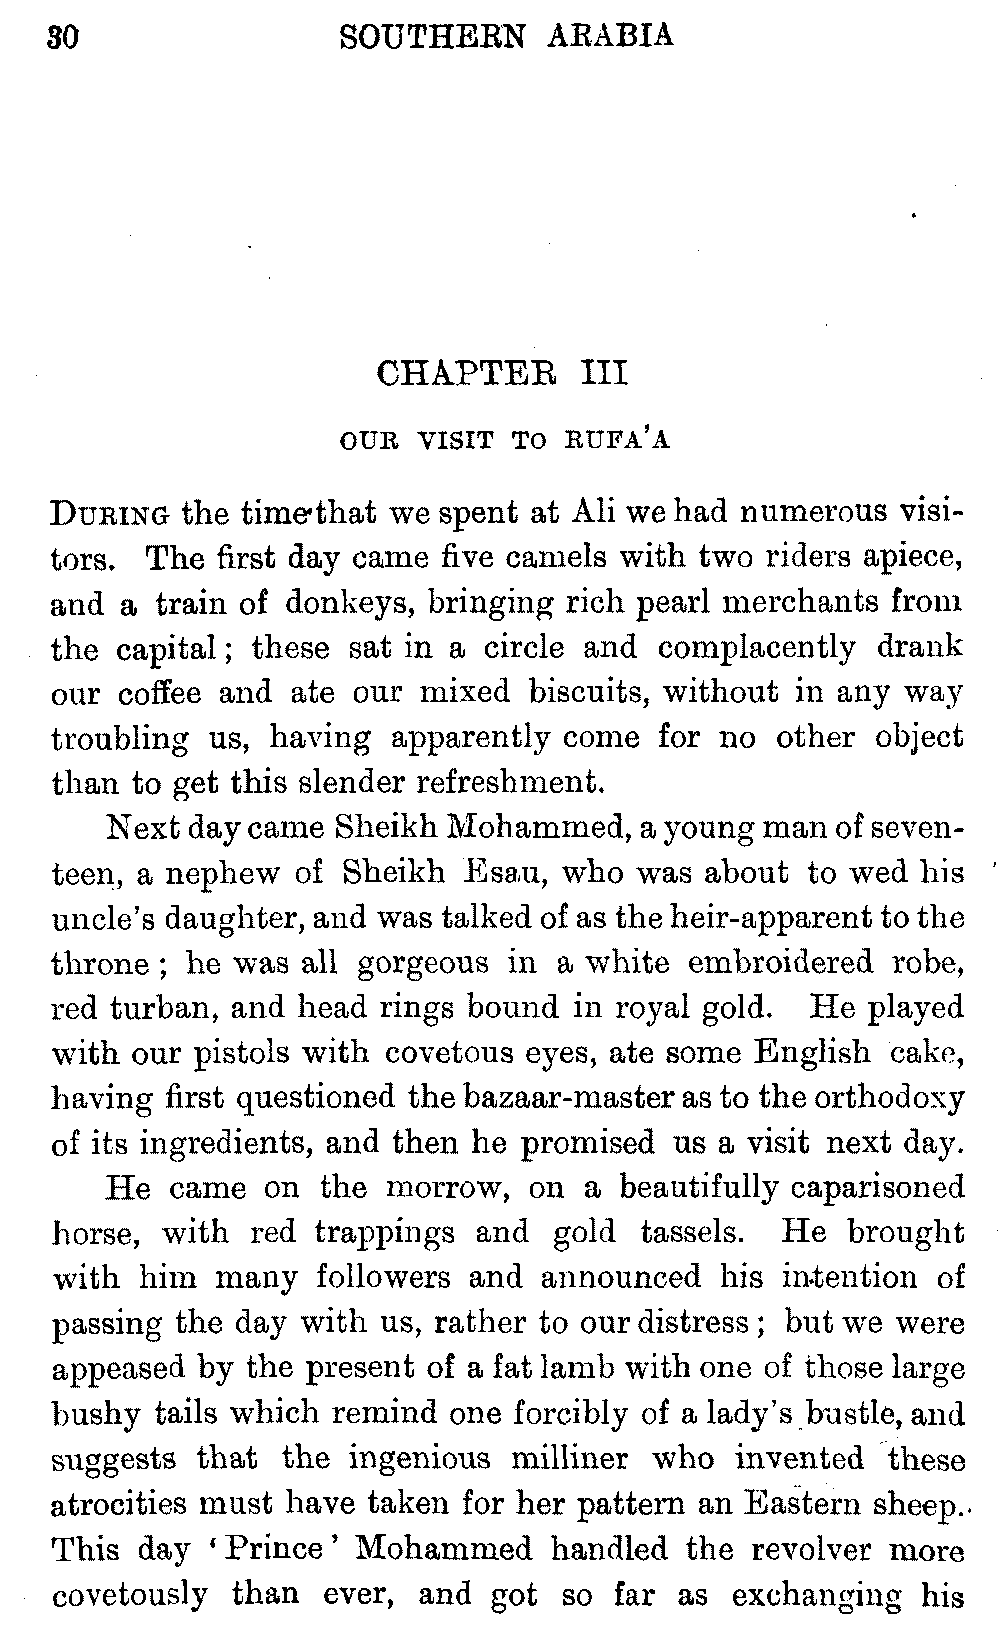 30 SOUTHERN ARABIA
CHAPTER III
OUR VISIT TO RUFA'A
DURING the time that we spent at Ali we had numerous visi-
tors. The first day came five camels with two riders apiece,
and a train of donkeys, bringing rich pearl merchants from
the capital; these sat in a circle and complacently drank
our coffee and ate our mixed biscuits, without in any way
troubling us, having apparently come for no other object
than to get this slender refreshment.
Next day came Sheikh Mohammed, a young man of seven-
teen, a nephew of Sheikh Esau, who was about to wed his
uncle's daughter, and was talked of as the heir-apparent to the
throne; he was all gorgeous in a white embroidered robe,
red turban, and head rings bound in royal gold. He played
with our pistols with covetous eyes, ate some English cake,
having first questioned the bazaar-master as to the orthodoxy
of its ingredients, and then he promised us a visit next day.
He came on the morrow, on a beautifully caparisoned
horse, with red trappings and gold tassels. He brought
with him many followers and announced his intention of
passing the day with us, rather to our distress; but we were
appeased by the present of a fat lamb with one of those large
bushy tails which remind one forcibly of a lady's bustle, and
suggests that the ingenious milliner who invented these
atrocities must have taken for her pattern an Eastern sheep.
This day 'Prince' Mohammed handled the revolver more
covetously than ever, and got so far as exchanging his